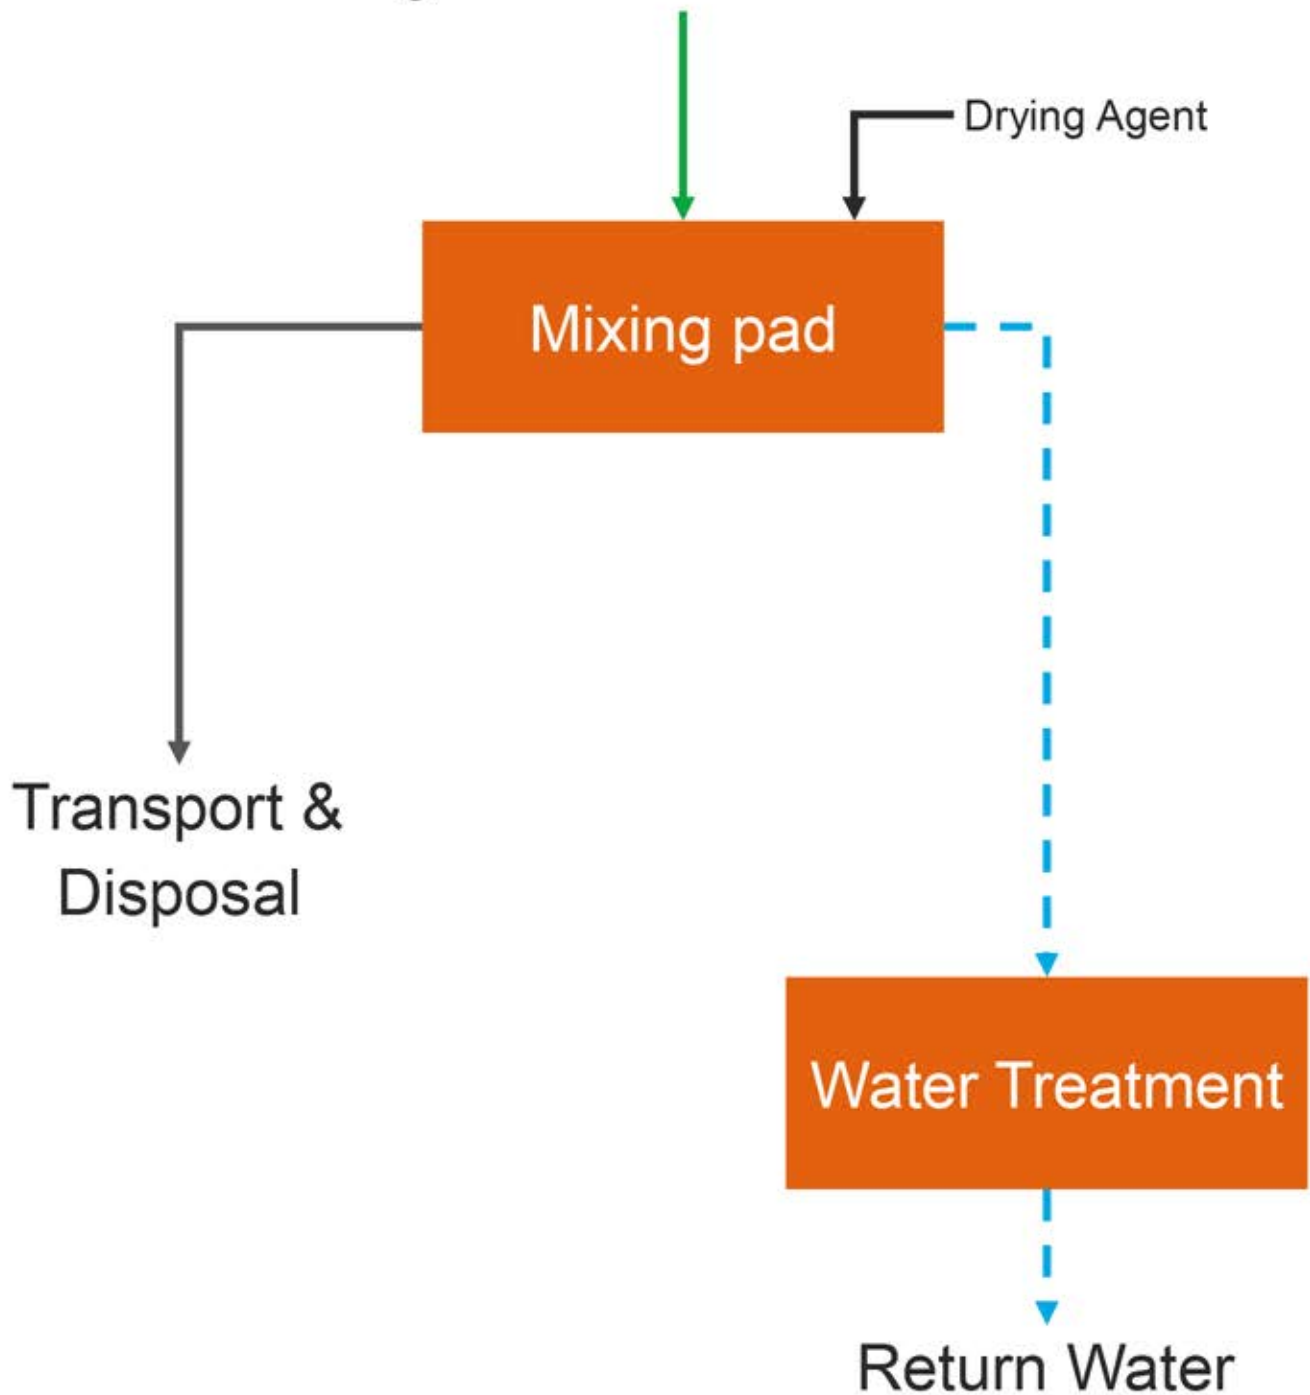 Drying Agent
Mixing pad
Transport &
Disposal
Water Treatment
Return Water